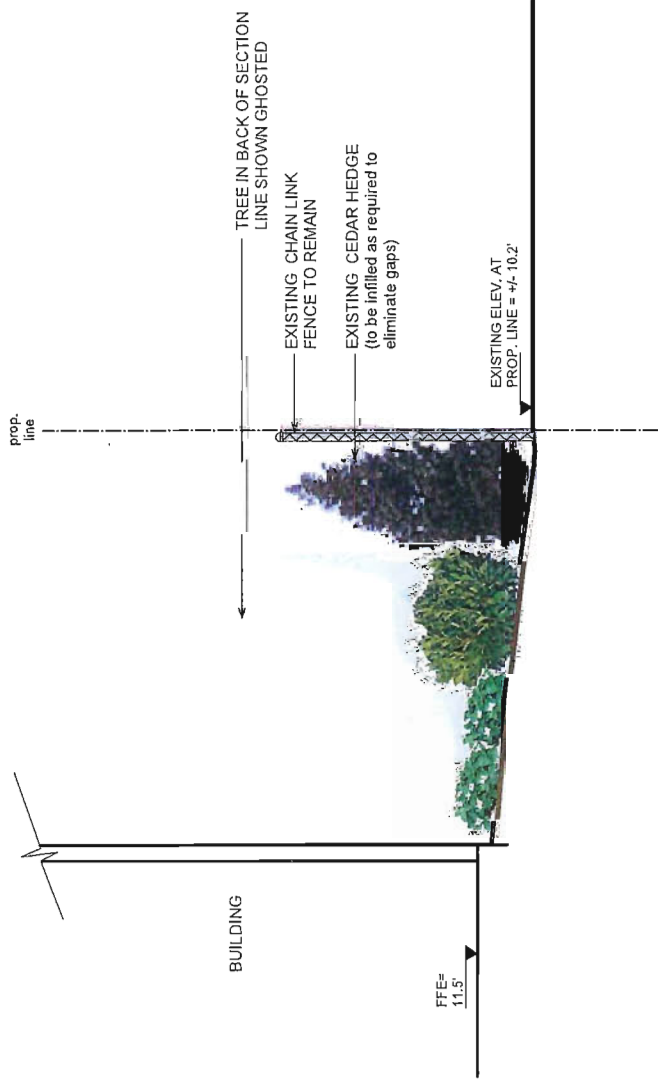 prop.
line
TREE IN BACK OF SECTION
LINE SHOWN GHOSTED
EXISTING CHAIN LINK
FENCE TO REMAIN
EXISTING CEDAR HEDGE
(to be infilled as required to
eliminate gaps)
EXISTING ELEV. AT
PROP. LINE = +/- 10.2'
BUILDING
FFE=
11.5'